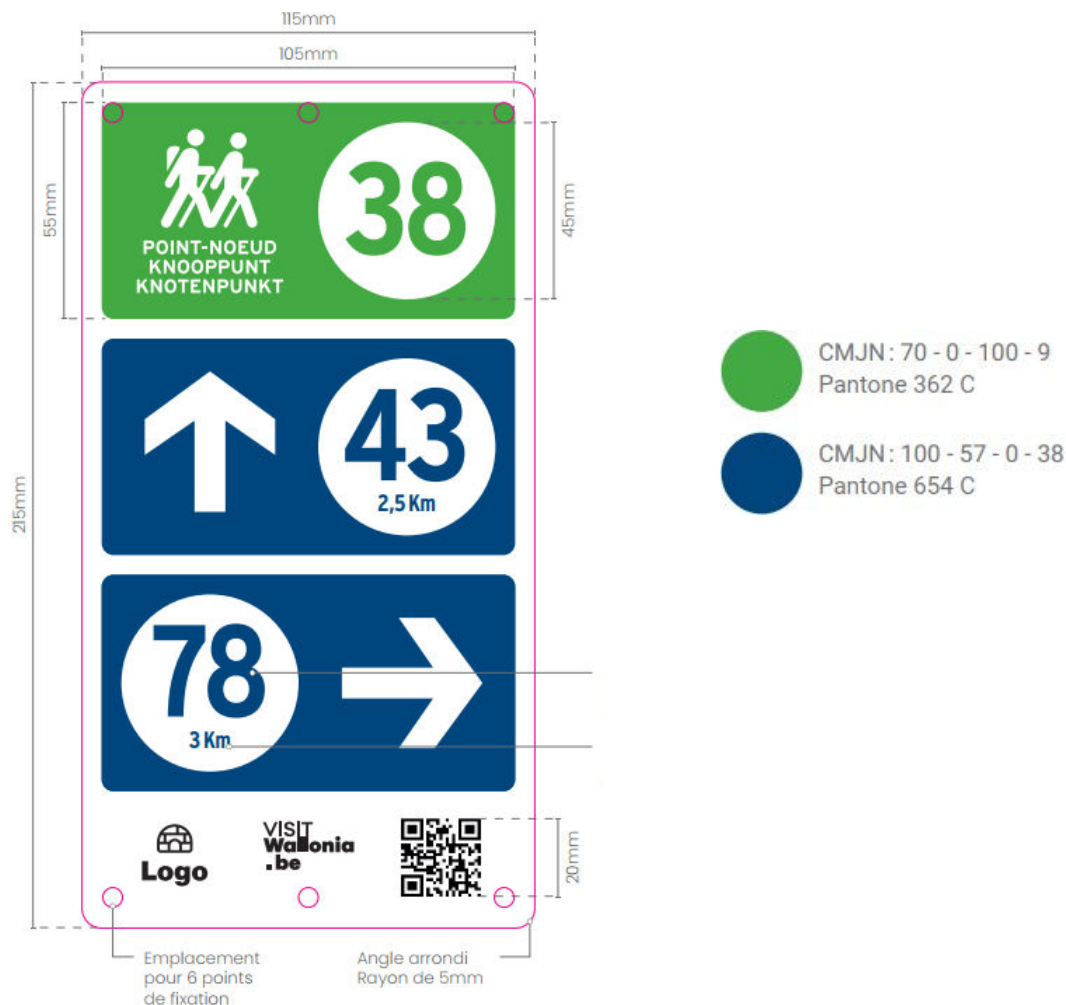 115mm
105mm
55mm
45mm
215mm
38
POINT-NOEUD
KNOOPPUNT
KNOTENPUNKT
43
2,5 Km
78
3 Km
CMJN : 70 - 0 - 100 - 9
Pantone 362 C
CMJN : 100 - 57 - 0 - 38
Pantone 654 C
Logo
VISIT
Wallonia
.be
20mm
Emplacement
pour 6 points
de fixation
Angle arrondi
Rayon de 5mm